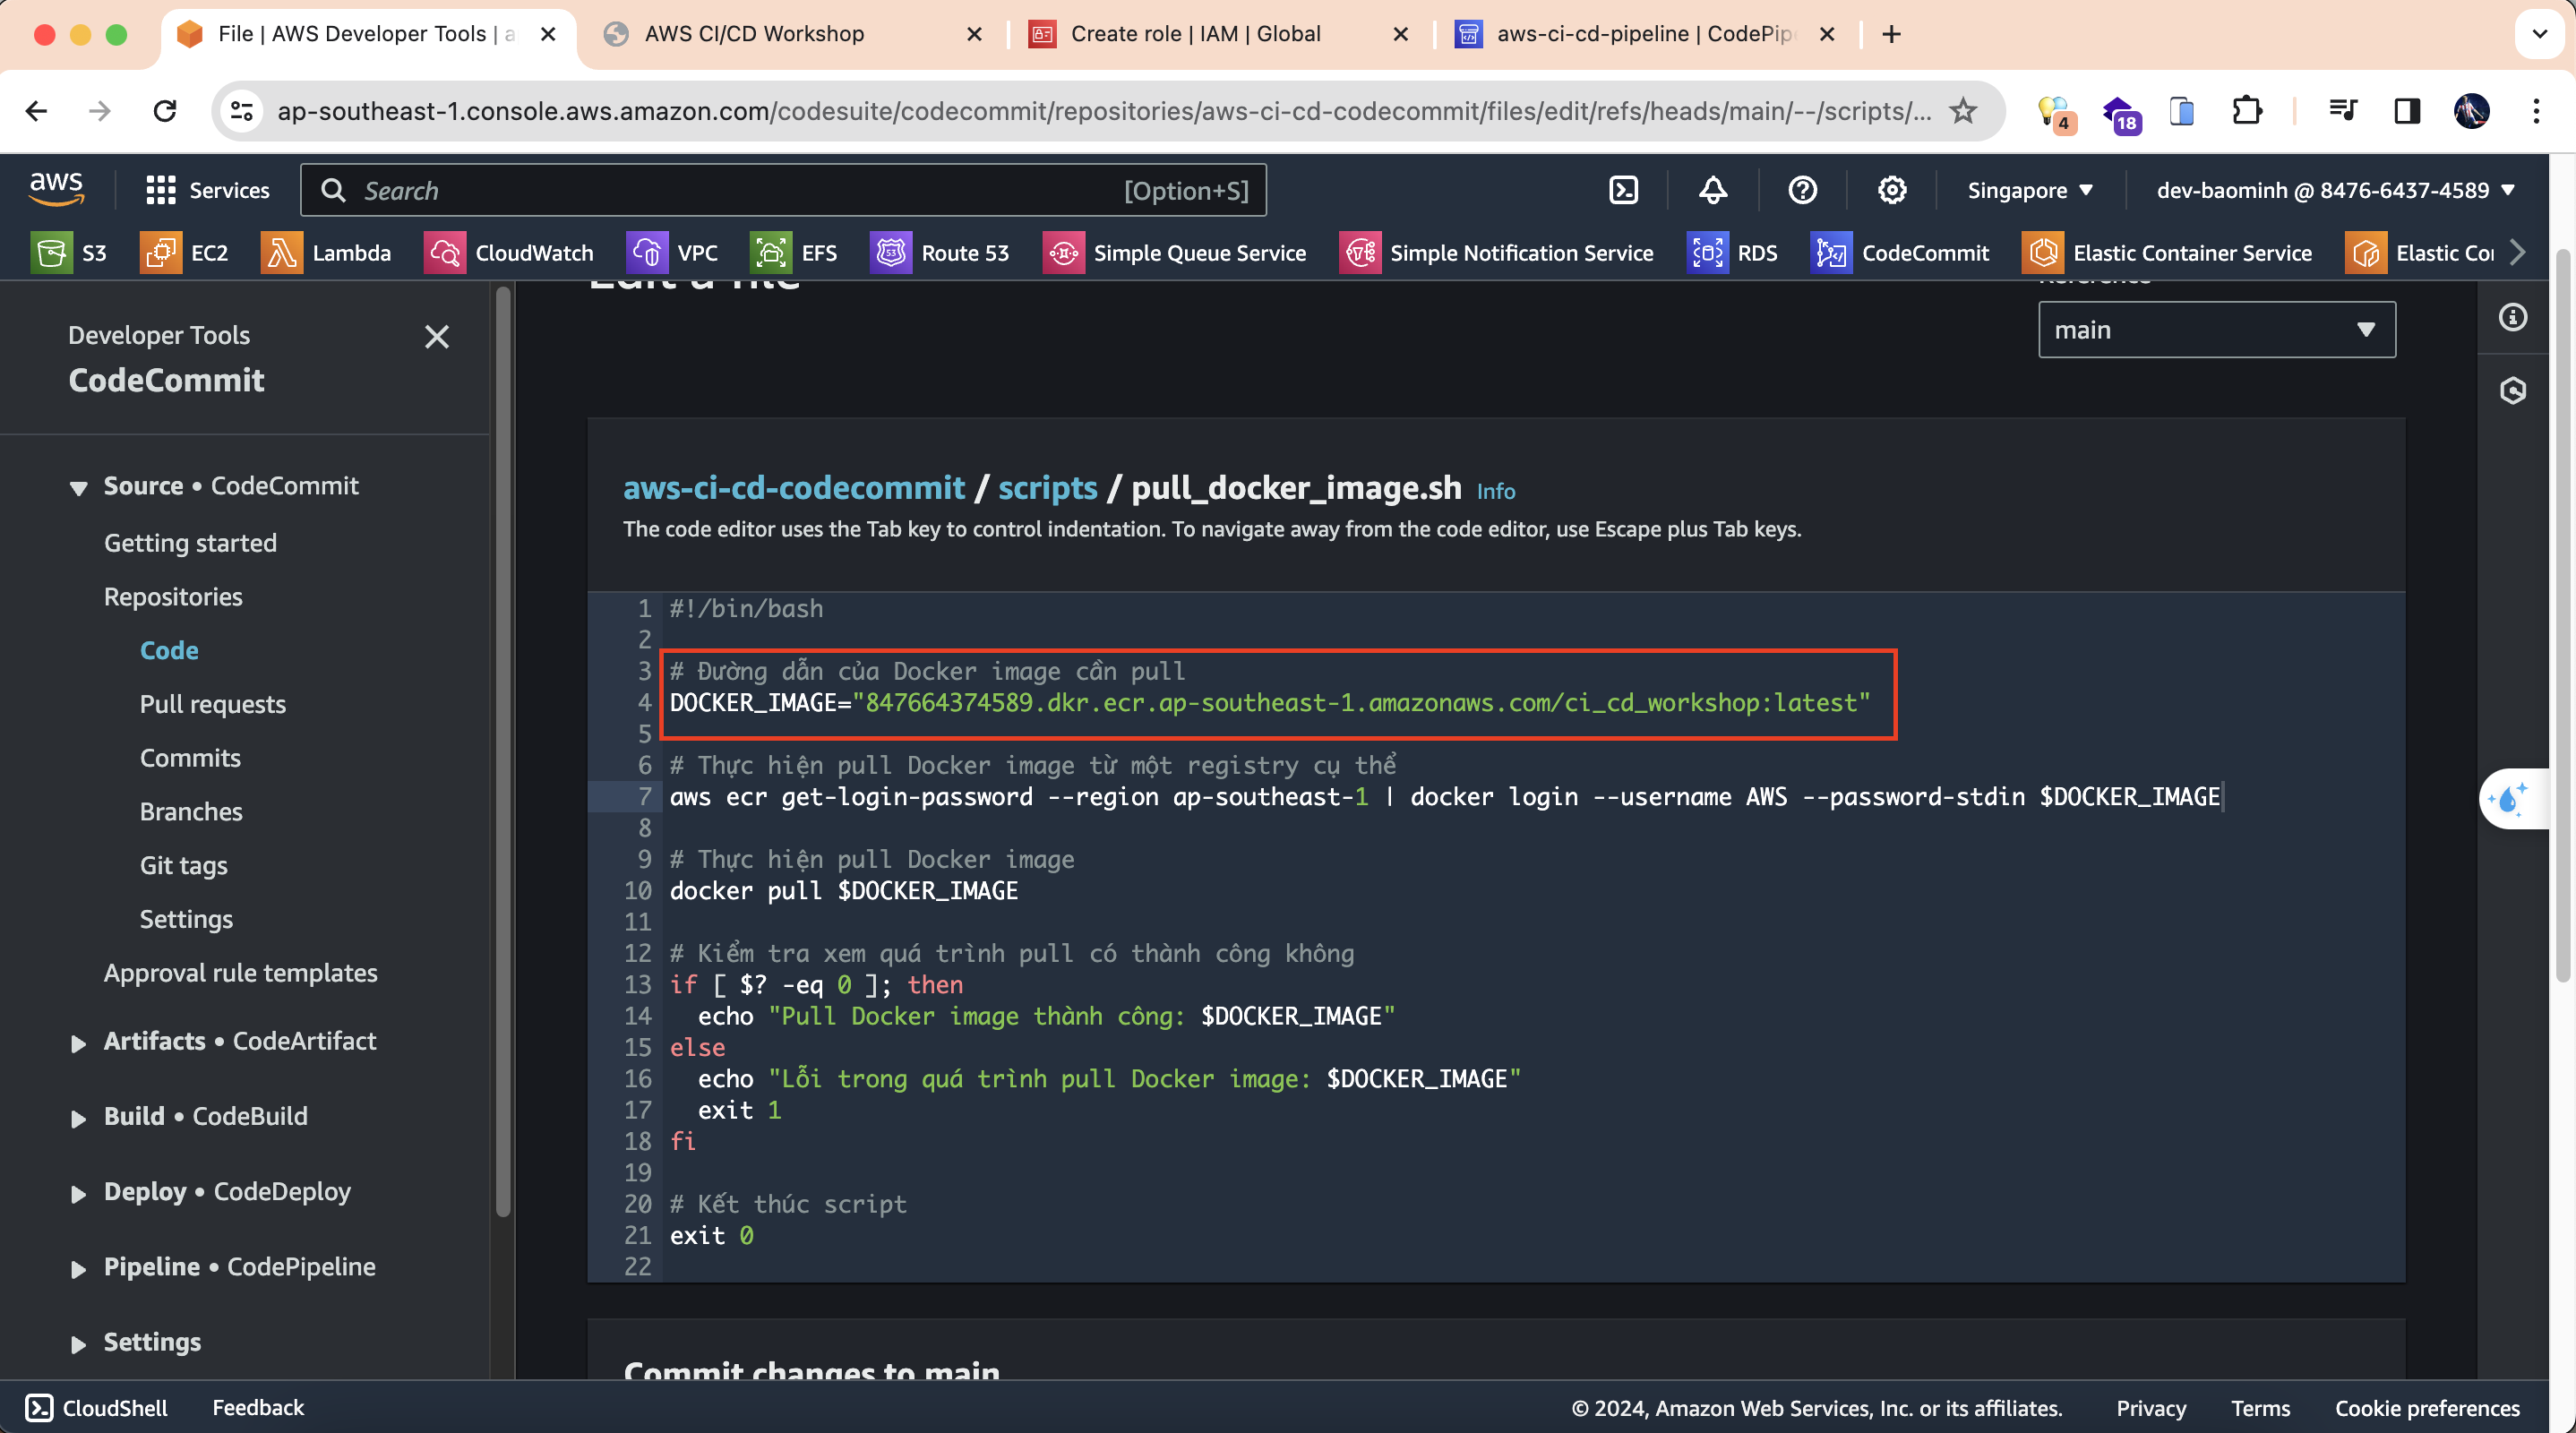 File | AWS Developer Tools | a
AWS CI/CD Workshop
Create role | IAM | Global
aws-ci-cd-pipeline | CodePip
ap-southeast-1.console.aws.amazon.com/codesuite/codecommit/repositories/aws-ci-cd-codecommit/files/edit/refs/heads/main/--/scripts/...
4
18
aws
Services
Search
[Option+S]
Singapore
dev-baominh @ 8476-6437-4589
S3
EC2
Lambda
CloudWatch
VPC
EFS
Route 53
Simple Queue Service
Simple Notification Service
RDS
CodeCommit
Elastic Container Service
Elastic Co
Developer Tools
CodeCommit
Source • CodeCommit
Getting started
Repositories
Code
Pull requests
Commits
Branches
Git tags
Settings
Approval rule templates
Artifacts • CodeArtifact
Build • CodeBuild
Deploy • CodeDeploy
Pipeline • CodePipeline
Settings
Edit a file
Reference
main
aws-ci-cd-codecommit / scripts / pull_docker_image.sh Info
The code editor uses the Tab key to control indentation. To navigate away from the code editor, use Escape plus Tab keys.
1 #!/bin/bash
2
3 # Đường dẫn của Docker image cần pull
4 DOCKER_IMAGE="847664374589.dkr.ecr.ap-southeast-1.amazonaws.com/ci_cd_workshop:latest"
5
6 # Thực hiện pull Docker image từ một registry cụ thể
7 aws ecr get-login-password --region ap-southeast-1 | docker login --username AWS --password-stdin $DOCKER_IMAGE
8
9 # Thực hiện pull Docker image
10 docker pull $DOCKER_IMAGE
11
12 # Kiểm tra xem quá trình pull có thành công không
13 if [ $? -eq 0 ]; then
14 echo "Pull Docker image thành công: $DOCKER_IMAGE"
15 else
16 echo "Lỗi trong quá trình pull Docker image: $DOCKER_IMAGE"
17 exit 1
18 fi
19
20 # Kết thúc script
21 exit 0
22
Commit changes to main
CloudShell
Feedback
© 2024, Amazon Web Services, Inc. or its affiliates.
Privacy
Terms
Cookie preferences